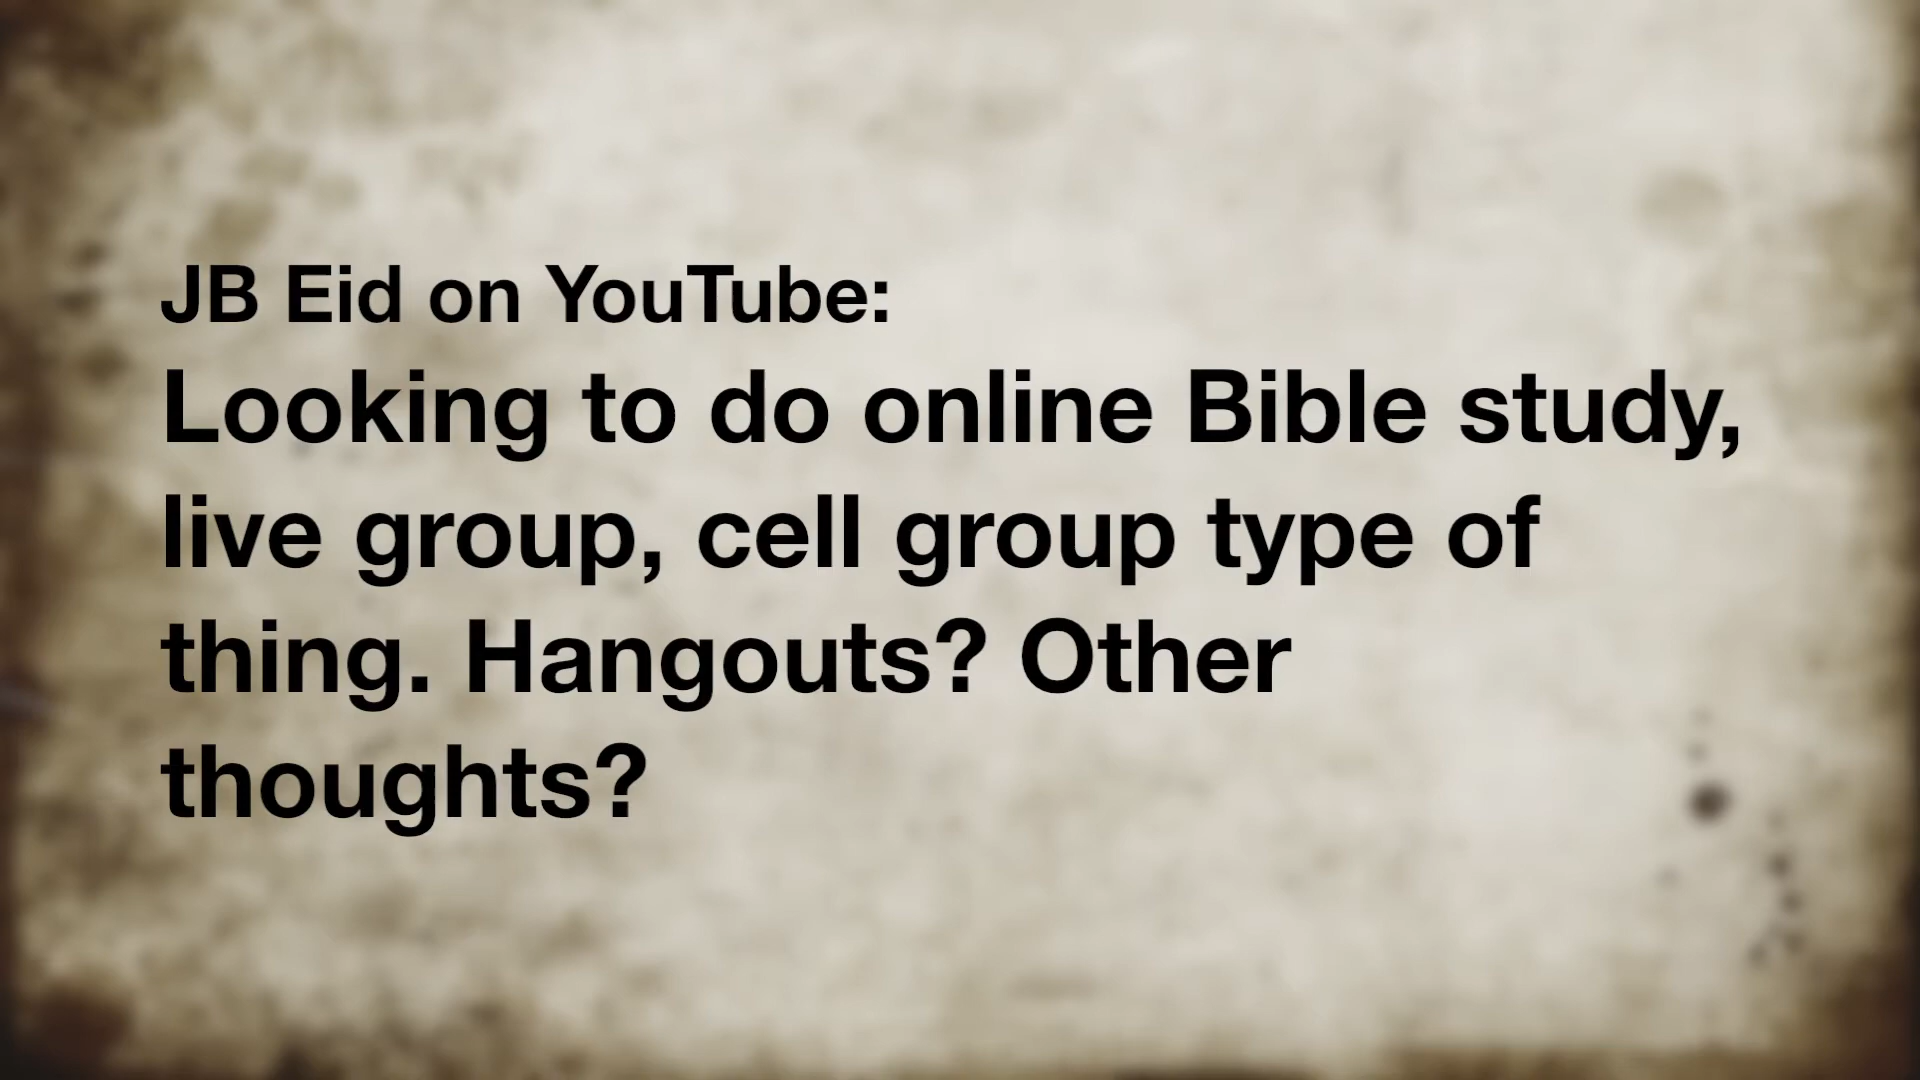 JB Eid on YouTube:
Looking to do online Bible study,
live group, cell group type of
thing. Hangouts? Other
thoughts?